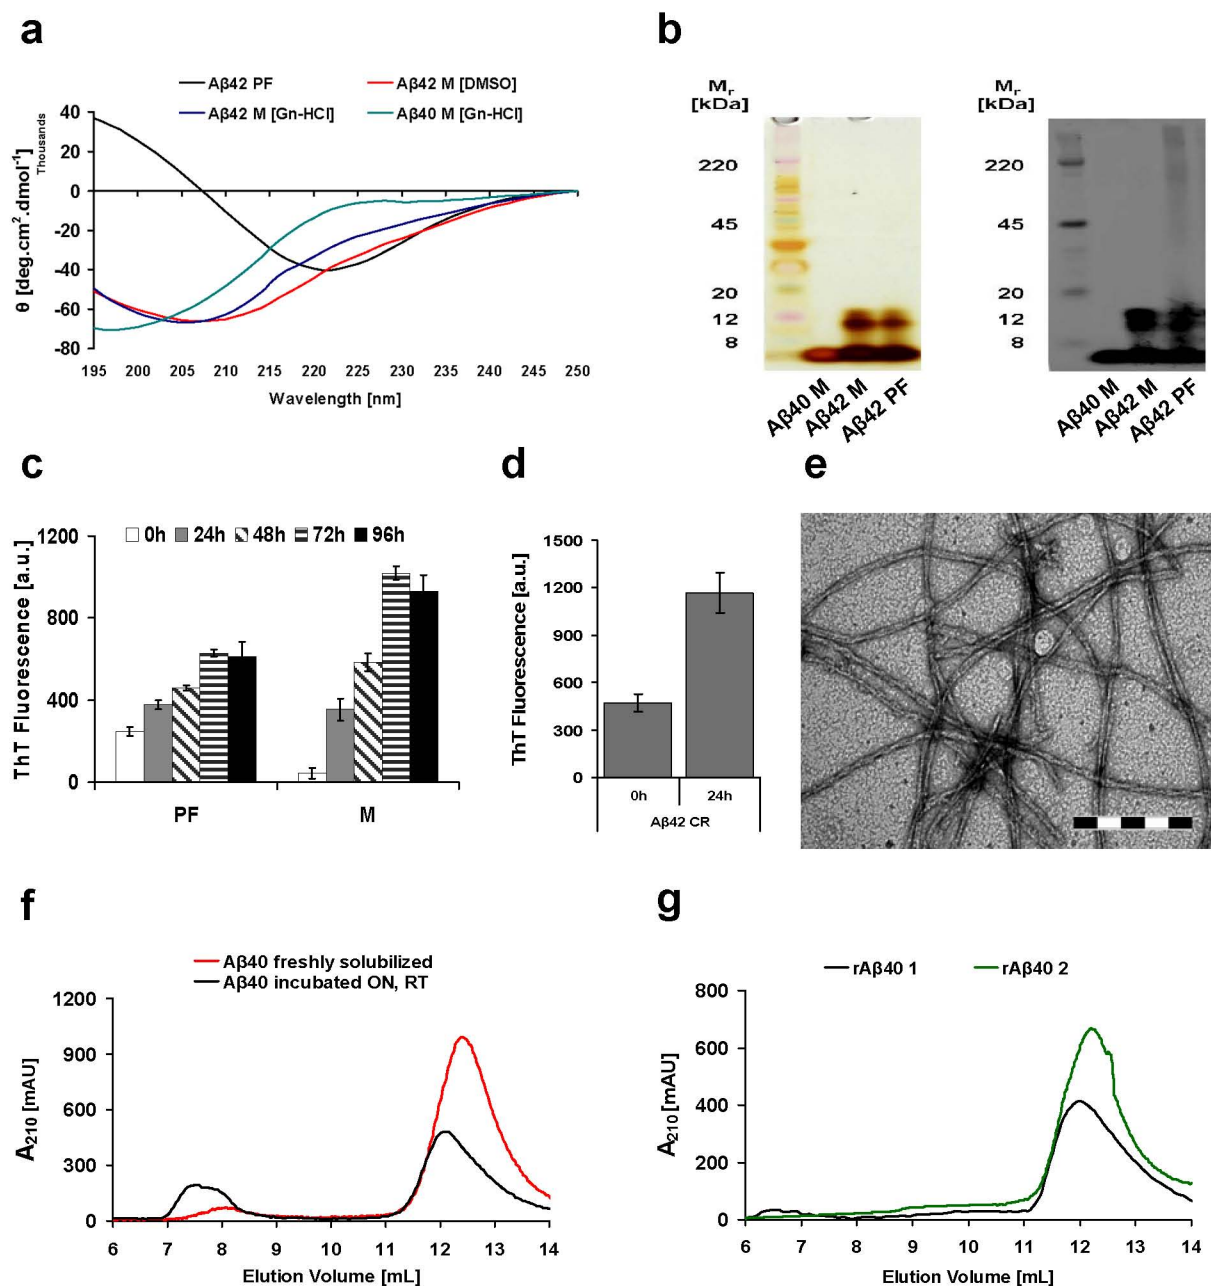 a
Aβ42 PF
Aβ42 M [DMSO]
Aβ42 M [Gn-HCl]
Aβ40 M [Gn-HCl]
θ [deg.cm².dmol⁻¹]
Thousands
40
20
0
-20
-40
-60
-80
195 200 205 210 215 220 225 230 235 240 245 250
Wavelength [nm]
b
Mr
[kDa]
220
45
20
12
8
Aβ40 M
Aβ42 M
Aβ42 PF
Mr
[kDa]
220
45
20
12
8
Aβ40 M
Aβ42 M
Aβ42 PF
c
0h 24h 48h 72h 96h
ThT Fluorescence [a.u.]
1200
800
400
0
PF M
d
ThT Fluorescence [a.u.]
1500
1200
900
600
300
0
0h 24h
Aβ42 CR
e
f
Aβ40 freshly solubilized
Aβ40 incubated ON, RT
A210 [mAU]
1200
900
600
300
0
6 7 8 9 10 11 12 13 14
Elution Volume [mL]
g
rAβ40 1 rAβ40 2
A210 [mAU]
800
600
400
200
0
6 7 8 9 10 11 12 13 14
Elution Volume [mL]